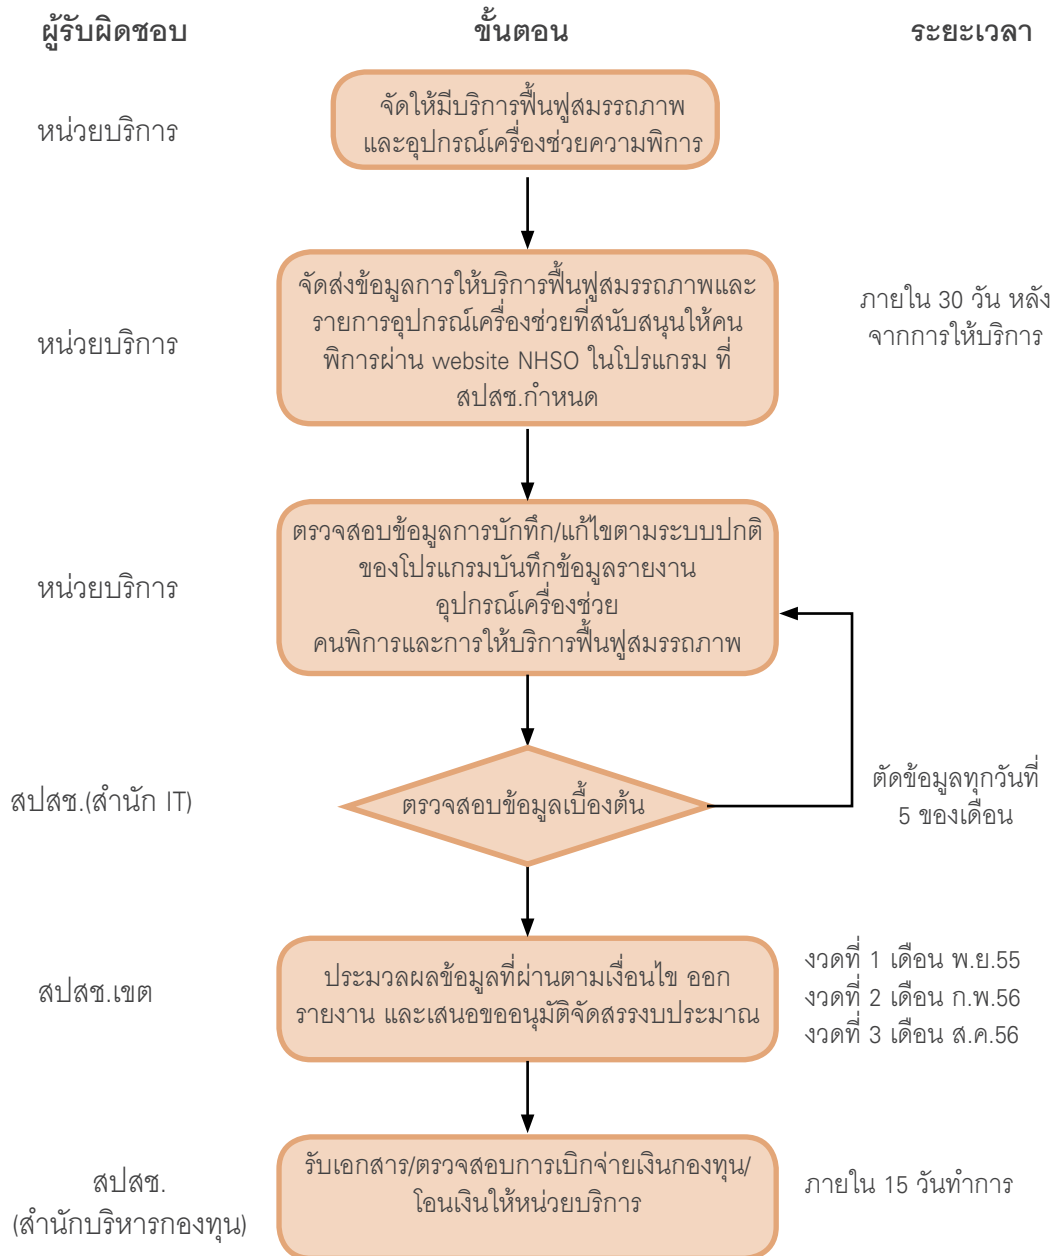 ผู้รับผิดชอบ
ขั้นตอน
ระยะเวลา
หน่วยบริการ
จัดให้มีบริการฟื้นฟูสมรรถภาพ
และอุปกรณ์เครื่องช่วยความพิการ
หน่วยบริการ
จัดส่งข้อมูลการให้บริการฟื้นฟูสมรรถภาพและ
รายการอุปกรณ์เครื่องช่วยที่สนับสนุนให้คน
พิการผ่าน website NHSO ในโปรแกรม ที่
สปสช.กำหนด
ภายใน 30 วัน หลัง
จากการให้บริการ
หน่วยบริการ
ตรวจสอบข้อมูลการบักทึก/แก้ไขตามระบบปกติ
ของโปรแกรมบันทึกข้อมูลรายงาน
อุปกรณ์เครื่องช่วย
คนพิการและการให้บริการฟื้นฟูสมรรถภาพ
สปสช.(สำนัก IT)
ตรวจสอบข้อมูลเบื้องต้น
ตัดข้อมูลทุกวันที่
5 ของเดือน
สปสช.เขต
ประมวลผลข้อมูลที่ผ่านตามเงื่อนไข ออก
รายงาน และเสนอขออนุมัติจัดสรรงบประมาณ
งวดที่ 1 เดือน พ.ย.55
งวดที่ 2 เดือน ก.พ.56
งวดที่ 3 เดือน ส.ค.56
สปสช.
(สำนักบริหารกองทุน)
รับเอกสาร/ตรวจสอบการเบิกจ่ายเงินกองทุน/
โอนเงินให้หน่วยบริการ
ภายใน 15 วันทำการ